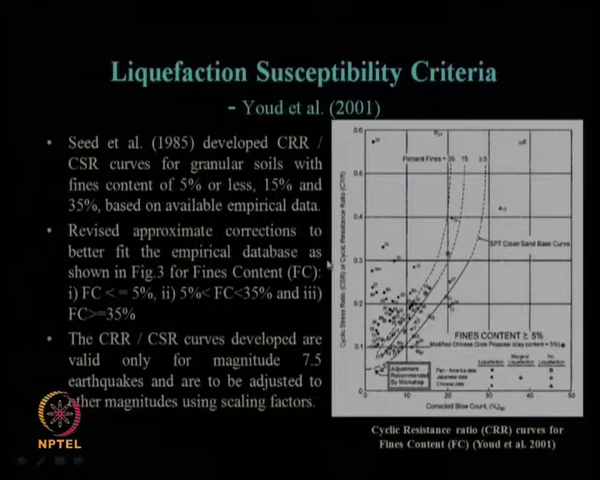 Liquefaction Susceptibility Criteria
- Youd et al. (2001)
• Seed et al. (1985) developed CRR /
CSR curves for granular soils with
fines content of 5% or less, 15% and
35%, based on available empirical data.
• Revised approximate corrections to
better fit the empirical database as
shown in Fig.3 for Fines Content (FC):
i) FC <= 5%, ii) 5%< FC<35% and iii)
FC>=35%
• The CRR / CSR curves developed are
valid only for magnitude 7.5
earthquakes and are to be adjusted to
other magnitudes using scaling factors.
NPTEL
0.6
Percent Fines = 35 15 ≤ 5
0.5
0.4
SPT Clean Sand Base Curve
0.3
0.2
FINES CONTENT ≥ 5%
Modified Chinese Code Proposal (clay content = 5%)
0.1
Adjustment
Recommended
By Workshop
Marginal
Liquefaction
No
Liquefaction
Liquefaction
Pan - America data
Japanese data
Chinese data
0
10 20 30 40 50
Corrected Blow Count,
Cyclic Stress Ratio (CSR) or Cyclic Resistance Ratio (CRR)
Cyclic Resistance ratio (CRR) curves for
Fines Content (FC) (Youd et al. 2001)